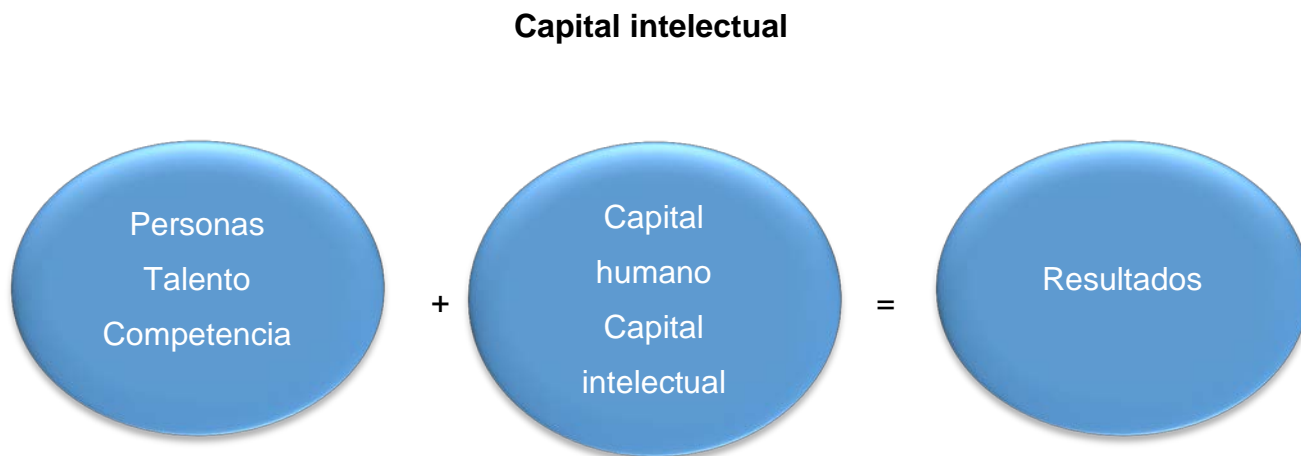 Capital intelectual
Personas
Talento
Competencia
+
Capital
humano
Capital
intelectual
=
Resultados